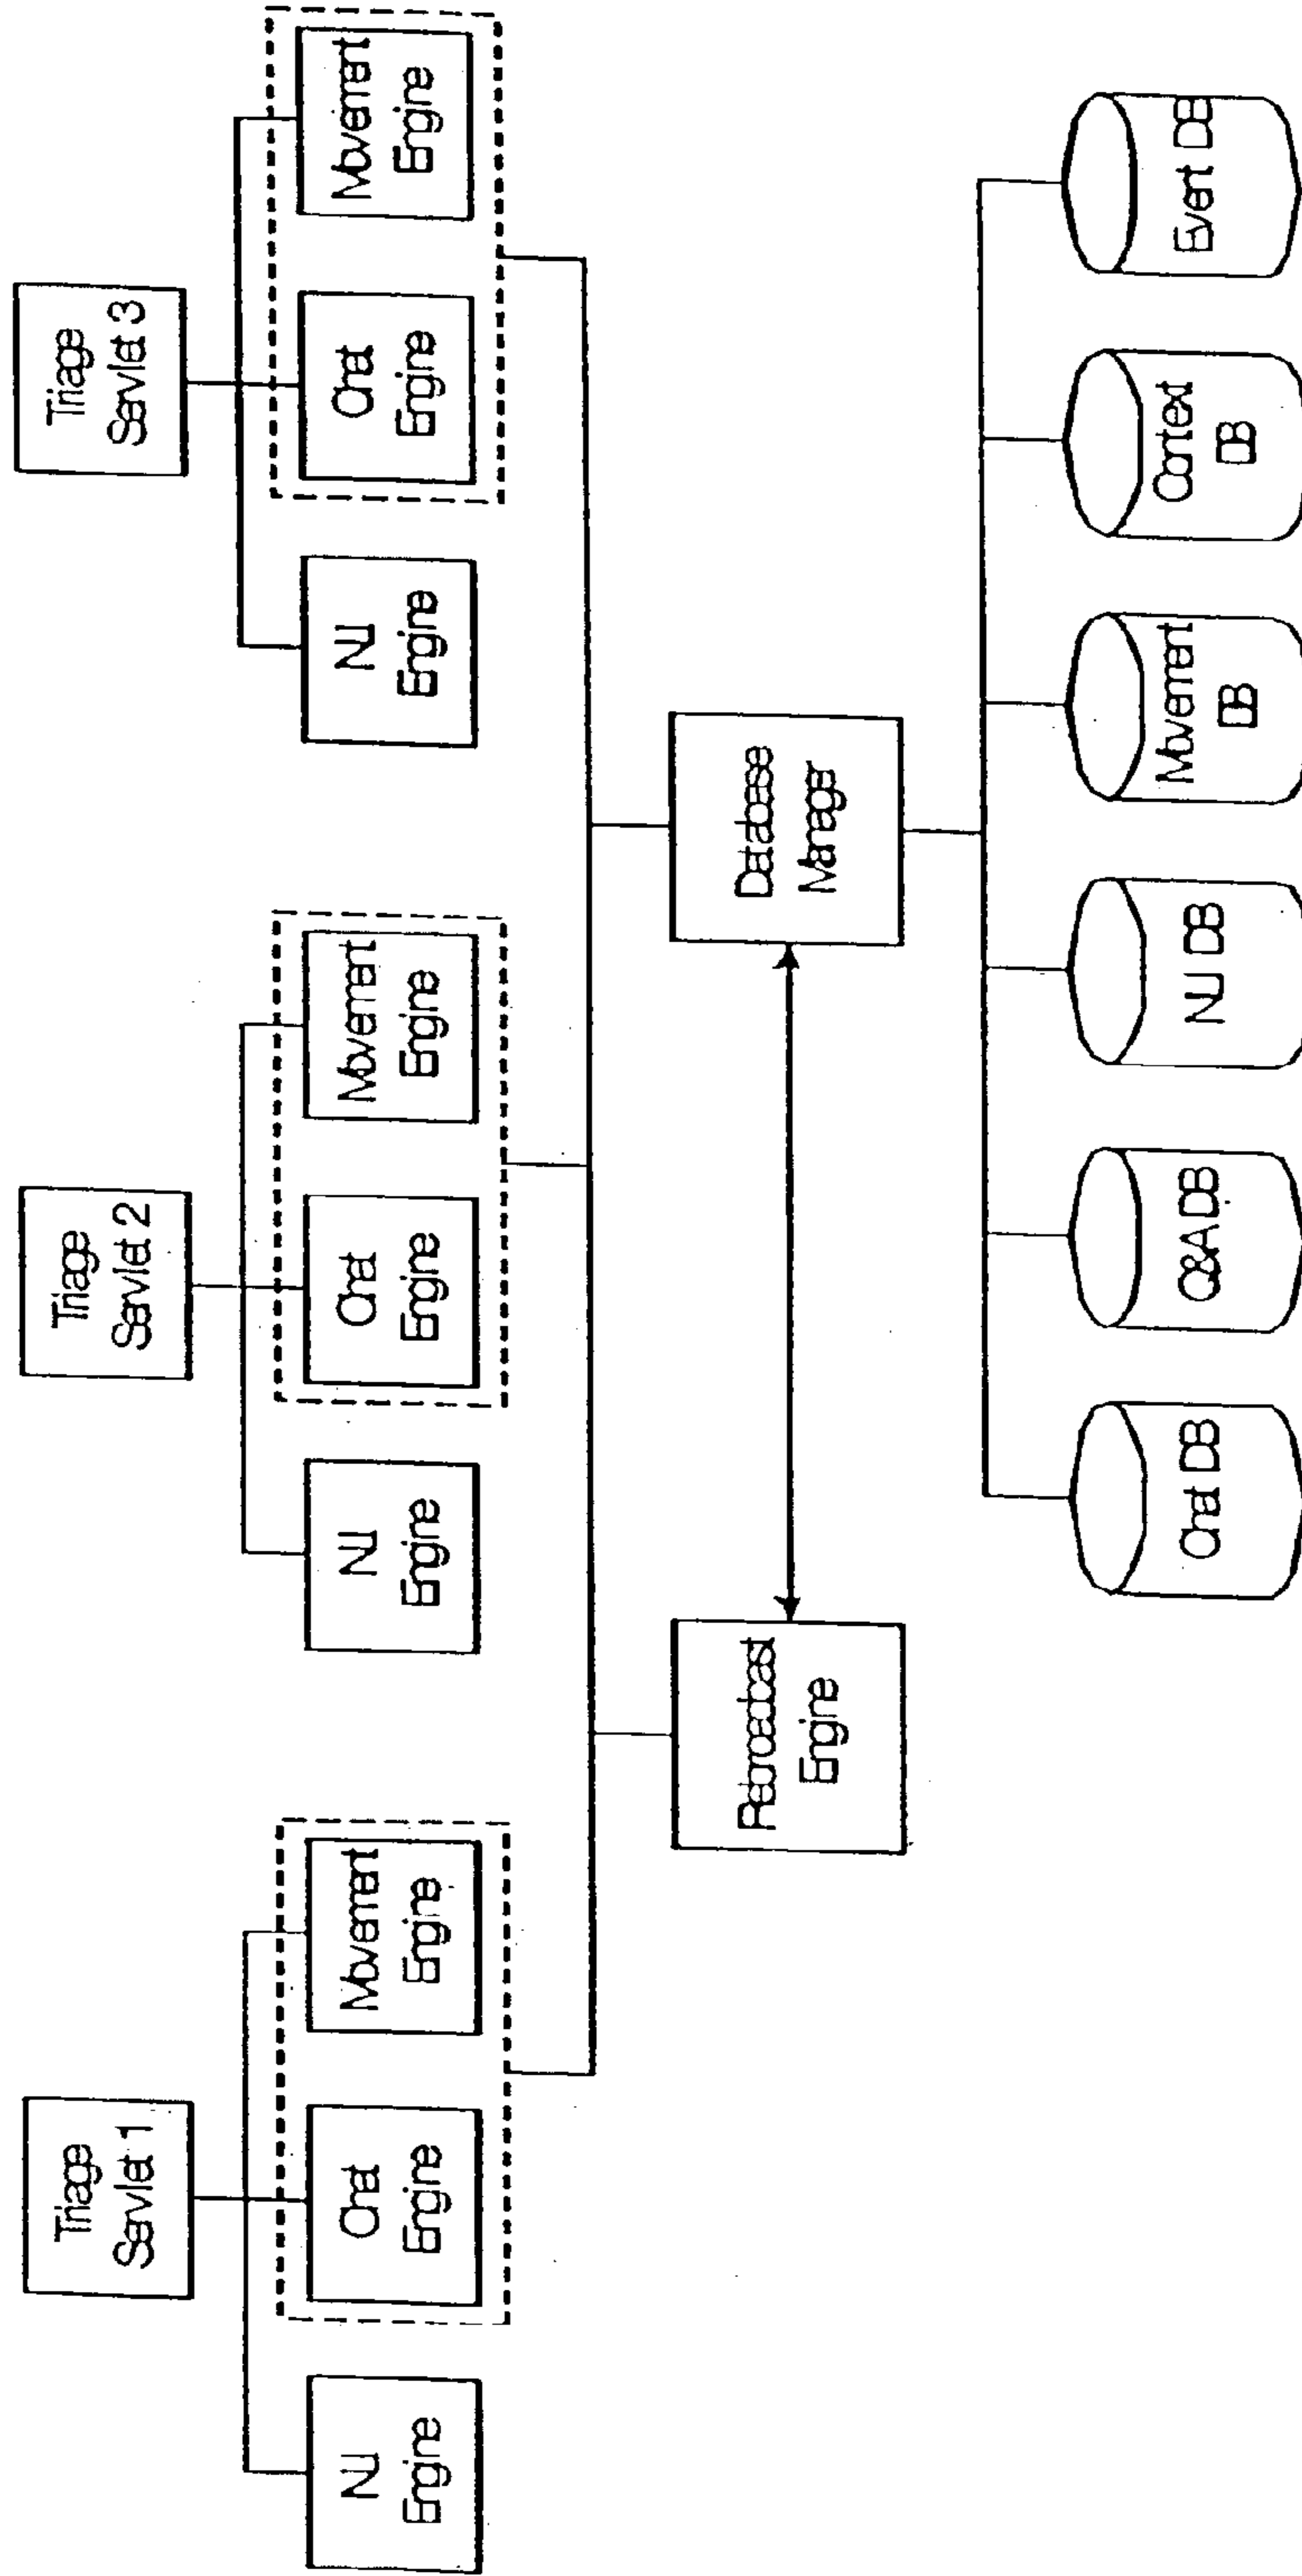 Triage
Servlet 1
Triage
Servlet 2
Triage
Servlet 3
NLI
Engine
Chat
Engine
Movement
Engine
NLI
Engine
Chat
Engine
Movement
Engine
NLI
Engine
Chat
Engine
Movement
Engine
Rebroadcast
Engine
Database
Manager
Chat DB
Q&A DB
NLI DB
Movement
DB
Context
DB
Event DB